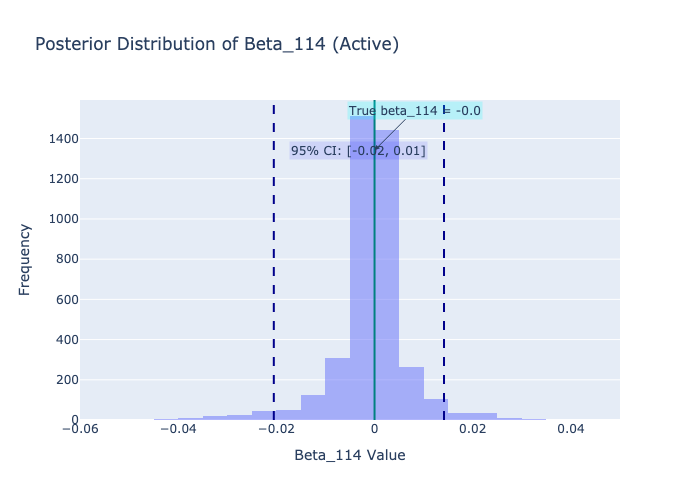 Posterior Distribution of Beta_114 (Active)
True beta_114 = -0.0
95% CI: [-0.02, 0.01]
1400
1200
1000
800
600
400
200
0
Frequency
−0.06
−0.04
−0.02
0
0.02
0.04
Beta_114 Value